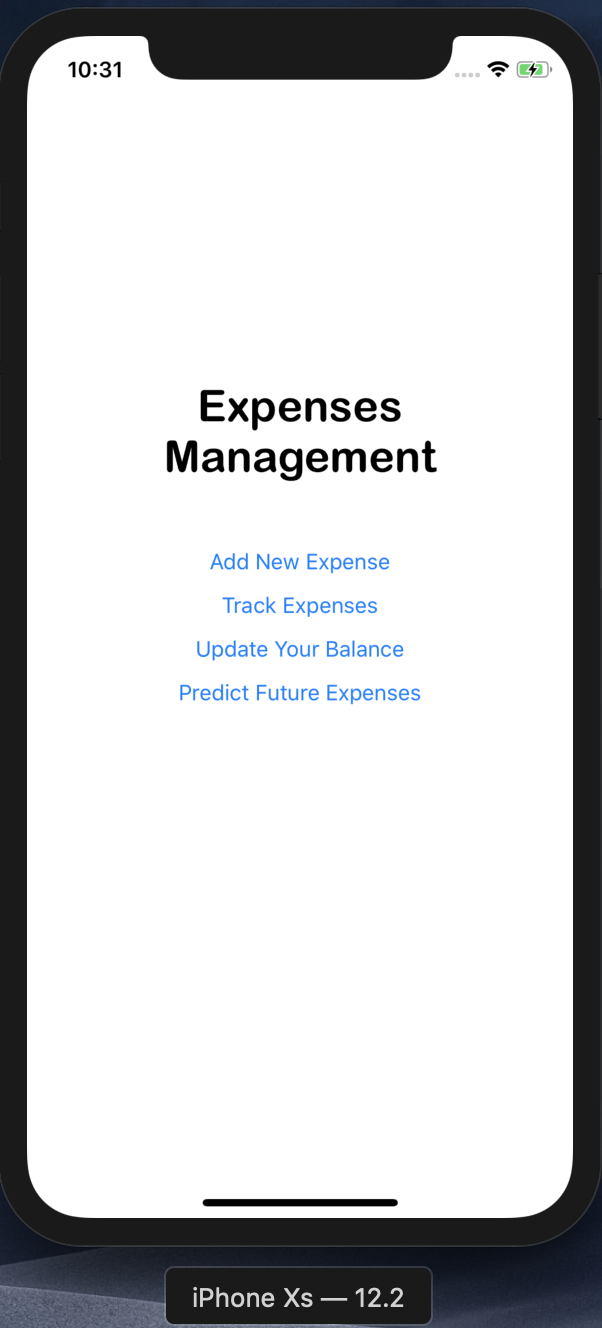 10:31
Expenses
Management
Add New Expense
Track Expenses
Update Your Balance
Predict Future Expenses
iPhone Xs — 12.2